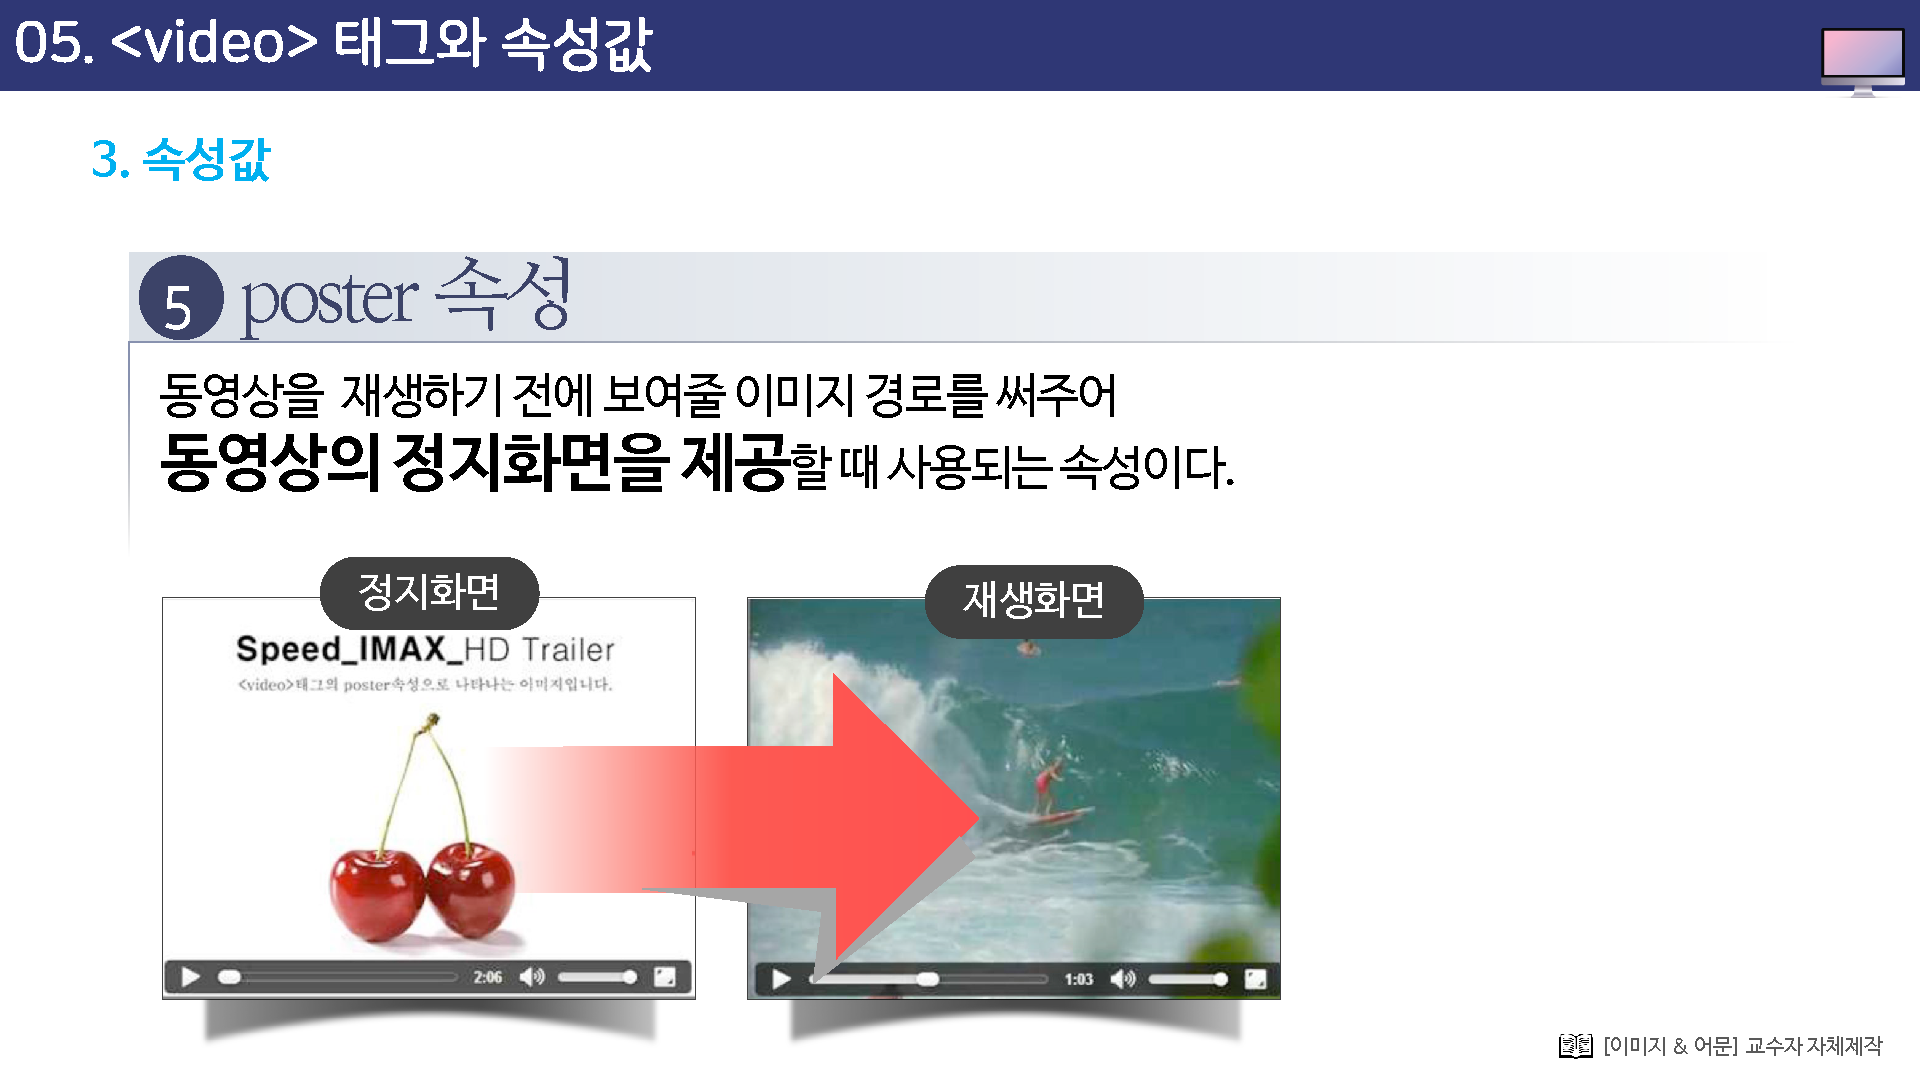 05. <video> 태그와 속성값
3. 속성값
5 poster 속성
동영상을 재생하기 전에 보여줄 이미지 경로를 써주어
동영상의 정지화면을 제공할 때 사용되는 속성이다.
정지화면
재생화면
Speed_IMAX_HD Trailer
<video>태그의 poster속성으로 나타나는 이미지입니다.
2:06
1:03
[이미지 & 어문] 교수자 자체제작